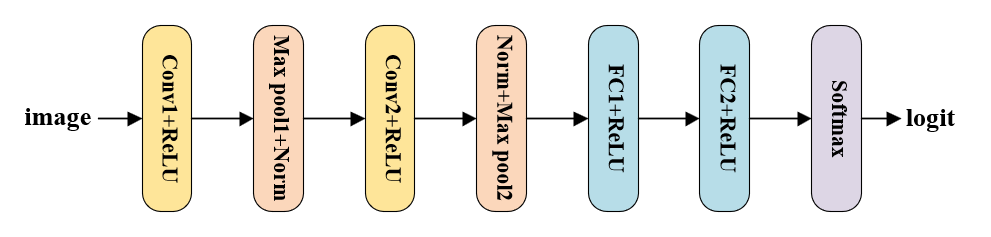 image
Conv1+ReLU
Max pool1+Norm
Conv2+ReLU
Norm+Max pool2
FC1+ReLU
FC2+ReLU
Softmax
logit